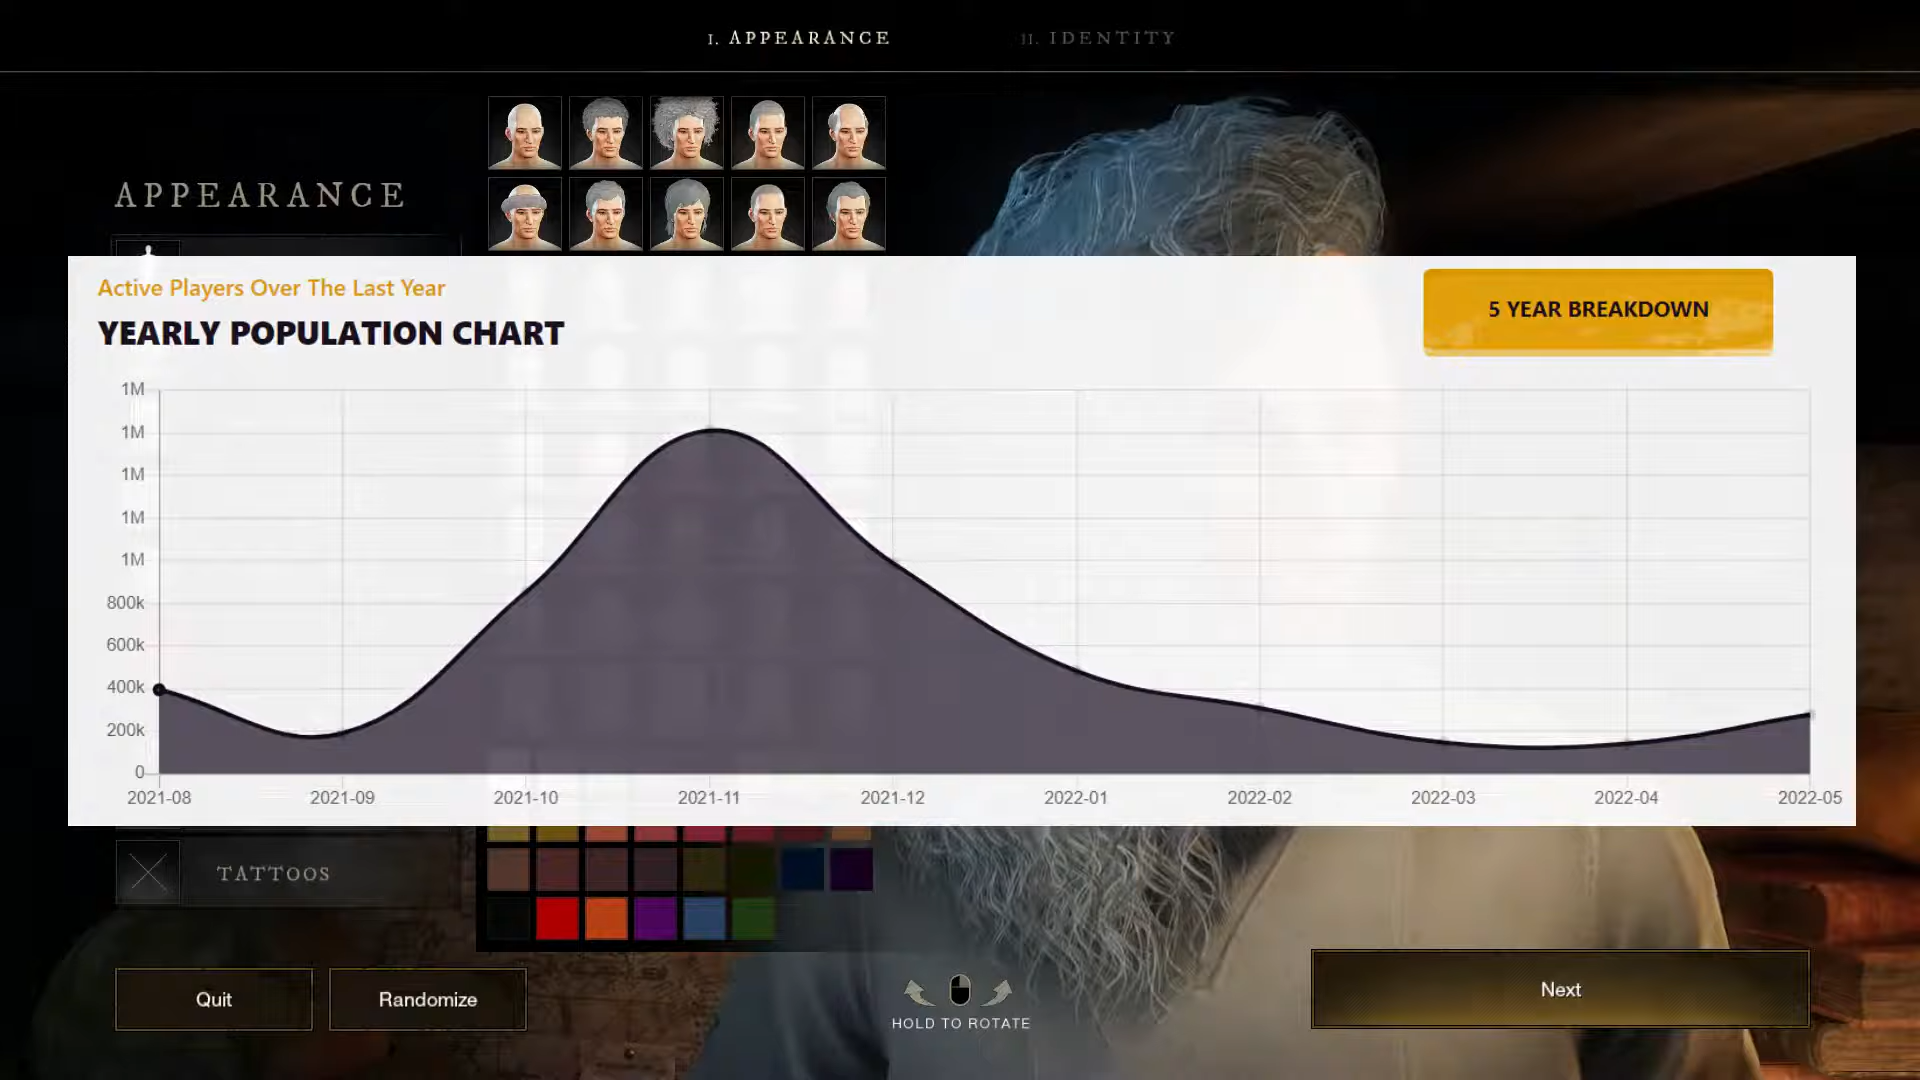 I. APPEARANCE
II. IDENTITY
APPEARANCE
Active Players Over The Last Year
YEARLY POPULATION CHART
5 YEAR BREAKDOWN
1M
1M
1M
1M
1M
800k
600k
400k
200k
0
2021-08 2021-09 2021-10 2021-11 2021-12 2022-01 2022-02 2022-03 2022-04 2022-05
TATTOOS
Quit
Randomize
HOLD TO ROTATE
Next